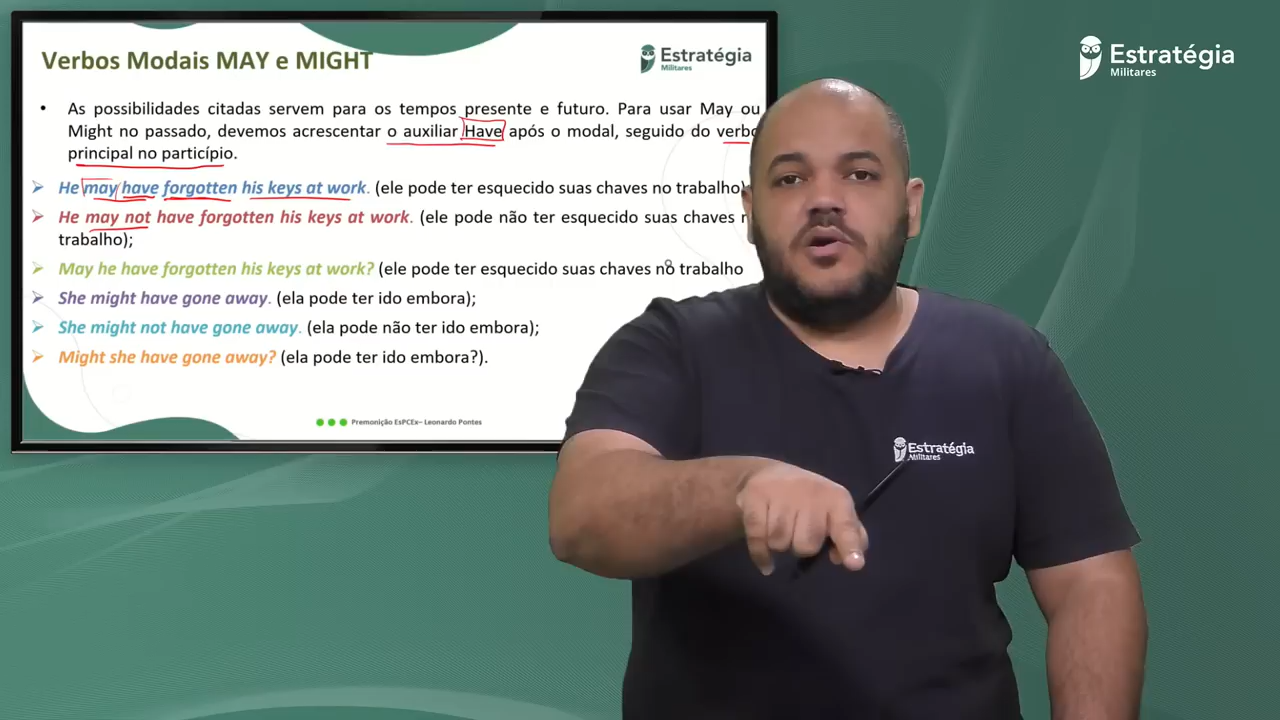 Verbos Modais MAY e MIGHT
Estratégia
Militares
• As possibilidades citadas servem para os tempos presente e futuro. Para usar May ou
Might no passado, devemos acrescentar o auxiliar Have após o modal, seguido do verbo
principal no particípio.
He may have forgotten his keys at work. (ele pode ter esquecido suas chaves no trabalho)
He may not have forgotten his keys at work. (ele pode não ter esquecido suas chaves
trabalho);
May he have forgotten his keys at work? (ele pode ter esquecido suas chaves no trabalho
She might have gone away. (ela pode ter ido embora);
She might not have gone away. (ela pode não ter ido embora);
Might she have gone away? (ela pode ter ido embora?).
Premonição EsPCEx– Leonardo Pontes
Estratégia
Militares
Estratégia
Militares